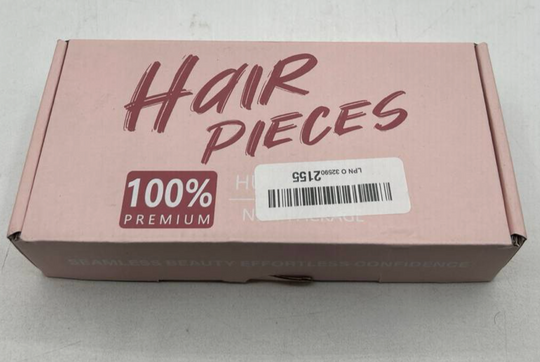 HAIR
PIECES
100%
PREMIUM
LPN O 32590 2155
SEAMLESS BEAUTY EFFORTLESS CONFIDENCE